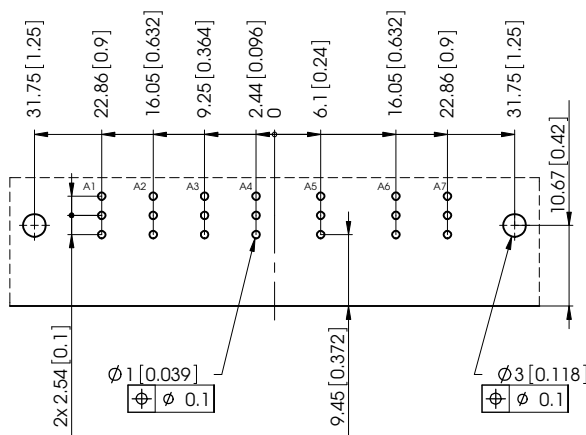 31.75 [1.25]
22.86 [0.9]
16.05 [0.632]
9.25 [0.364]
2.44 [0.096]
0
6.1 [0.24]
16.05 [0.632]
22.86 [0.9]
31.75 [1.25]
10.67 [0.42]
A1 A2 A3 A4 A5 A6 A7
2x 2.54 [0.1]
Ø1 [0.039]
⌖ Ø 0.1
9.45 [0.372]
Ø3 [0.118]
⌖ Ø 0.1